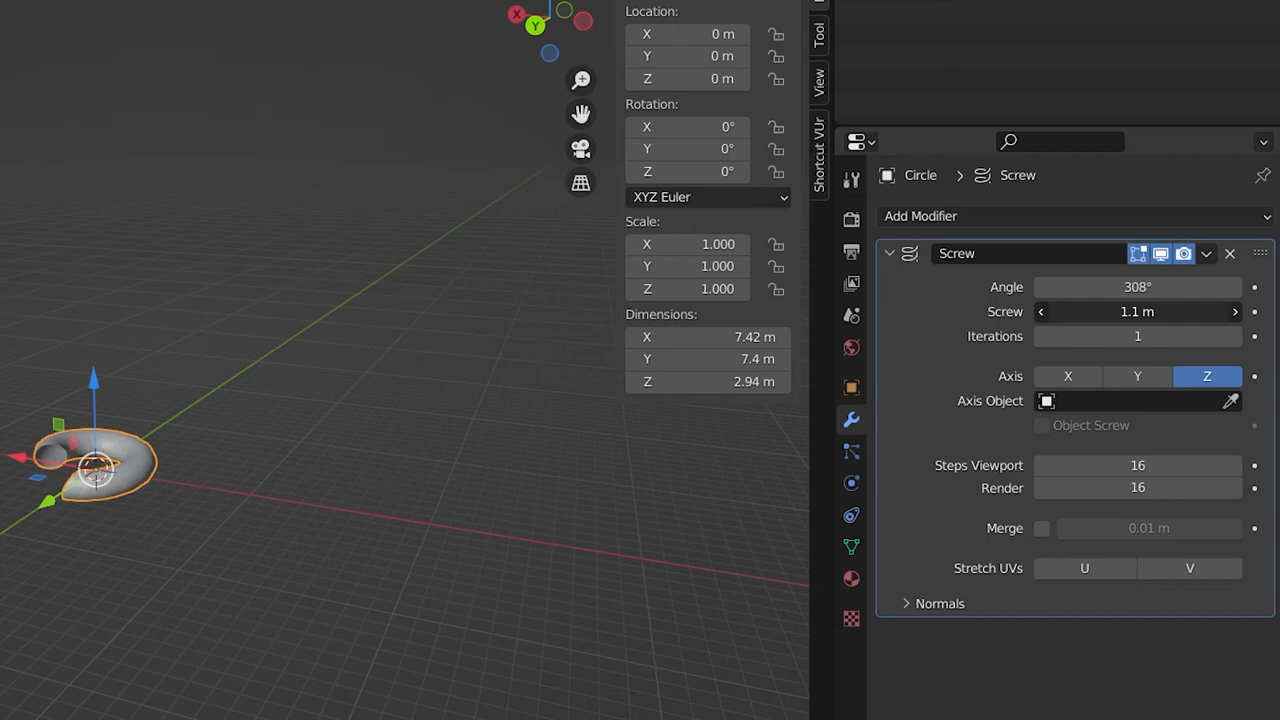 X
Y
Location:
X 0 m
Y 0 m
Z 0 m
Rotation:
X 0°
Y 0°
Z 0°
XYZ Euler
Scale:
X 1.000
Y 1.000
Z 1.000
Dimensions:
X 7.42 m
Y 7.4 m
Z 2.94 m
Tool
View
Shortcut VUr
Circle > Screw
Add Modifier
Screw
Angle 308°
Screw 1.1 m
Iterations 1
Axis X Y Z
Axis Object
Object Screw
Steps Viewport 16
Render 16
Merge 0.01 m
Stretch UVs U V
Normals